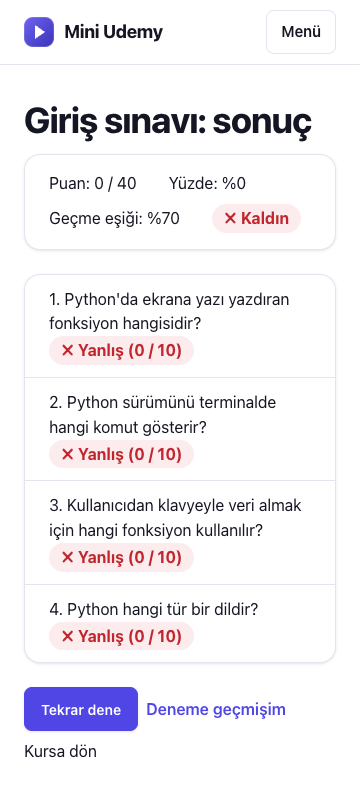 Mini Udemy
Menü
Giriş sınavı: sonuç
Puan: 0 / 40 Yüzde: %0
Geçme eşiği: %70 ✕ Kaldın
1. Python'da ekrana yazı yazdıran
fonksiyon hangisidir?
✕ Yanlış (0 / 10)
2. Python sürümünü terminalde
hangi komut gösterir?
✕ Yanlış (0 / 10)
3. Kullanıcıdan klavyeyle veri almak
için hangi fonksiyon kullanılır?
✕ Yanlış (0 / 10)
4. Python hangi tür bir dildir?
✕ Yanlış (0 / 10)
Tekrar dene Deneme geçmişim
Kursa dön